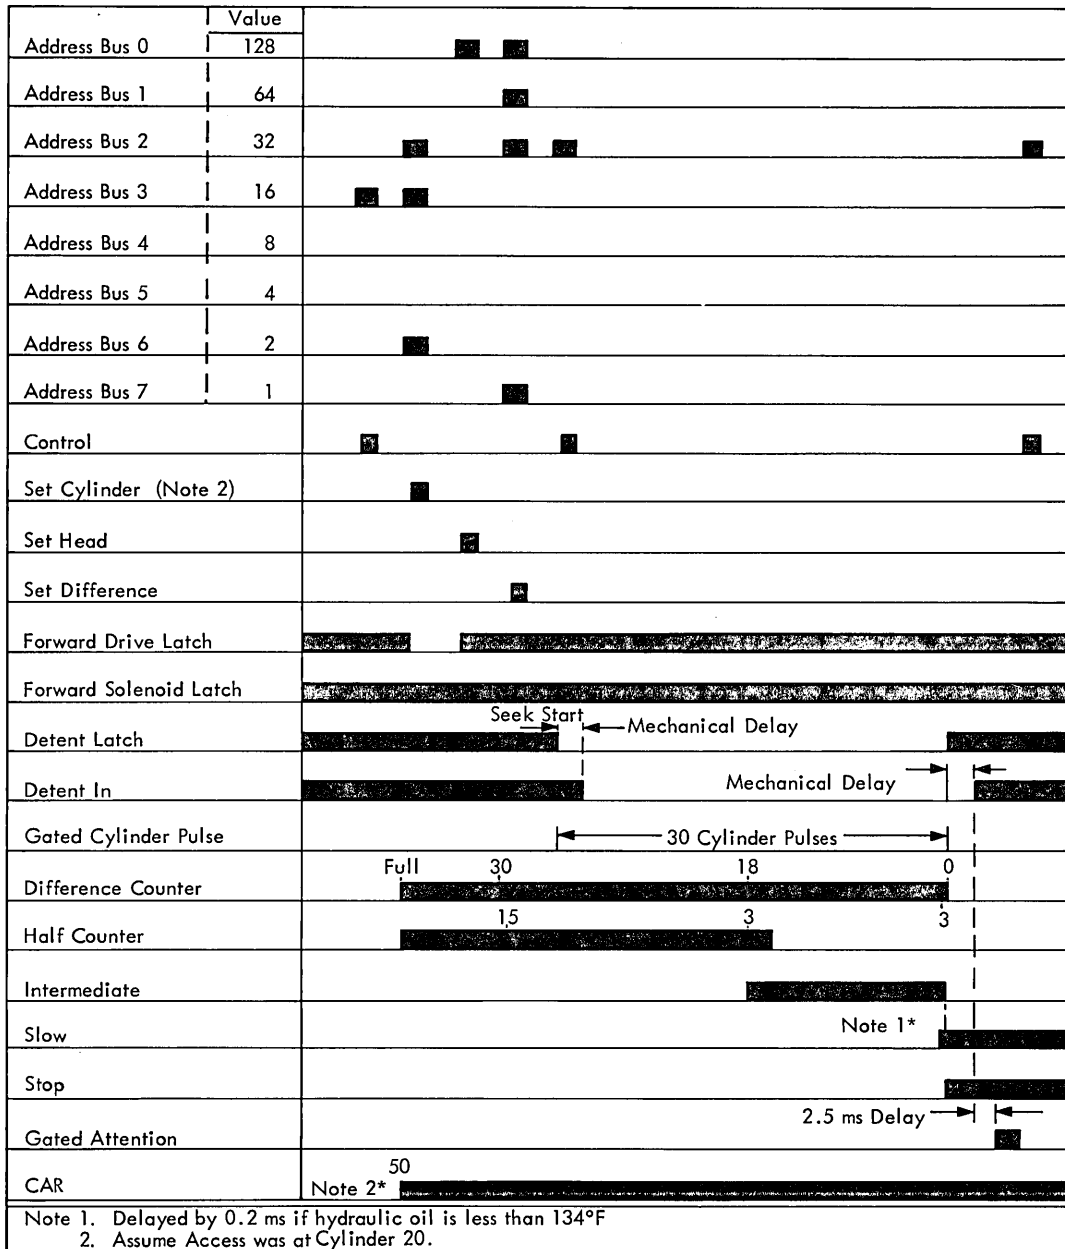 Value
Address Bus 0 128
Address Bus 1 64
Address Bus 2 32
Address Bus 3 16
Address Bus 4 8
Address Bus 5 4
Address Bus 6 2
Address Bus 7 1
Control
Set Cylinder (Note 2)
Set Head
Set Difference
Forward Drive Latch
Forward Solenoid Latch
Seek Start
Mechanical Delay
Detent Latch
Mechanical Delay
Detent In
Gated Cylinder Pulse 30 Cylinder Pulses
Full 30 18 0
Difference Counter
15 3 3
Half Counter
Intermediate
Note 1*
Slow
Stop
2.5 ms Delay
Gated Attention
50
CAR Note 2*
Note 1. Delayed by 0.2 ms if hydraulic oil is less than 134°F
2. Assume Access was at Cylinder 20.